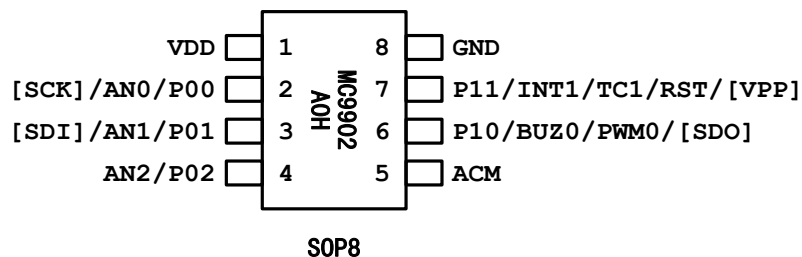 VDD 1 8 GND
[SCK]/AN0/P00 2 7 P11/INT1/TC1/RST/[VPP]
[SDI]/AN1/P01 3 6 P10/BUZ0/PWM0/[SDO]
AN2/P02 4 5 ACM
MC9902
A0H
SOP8